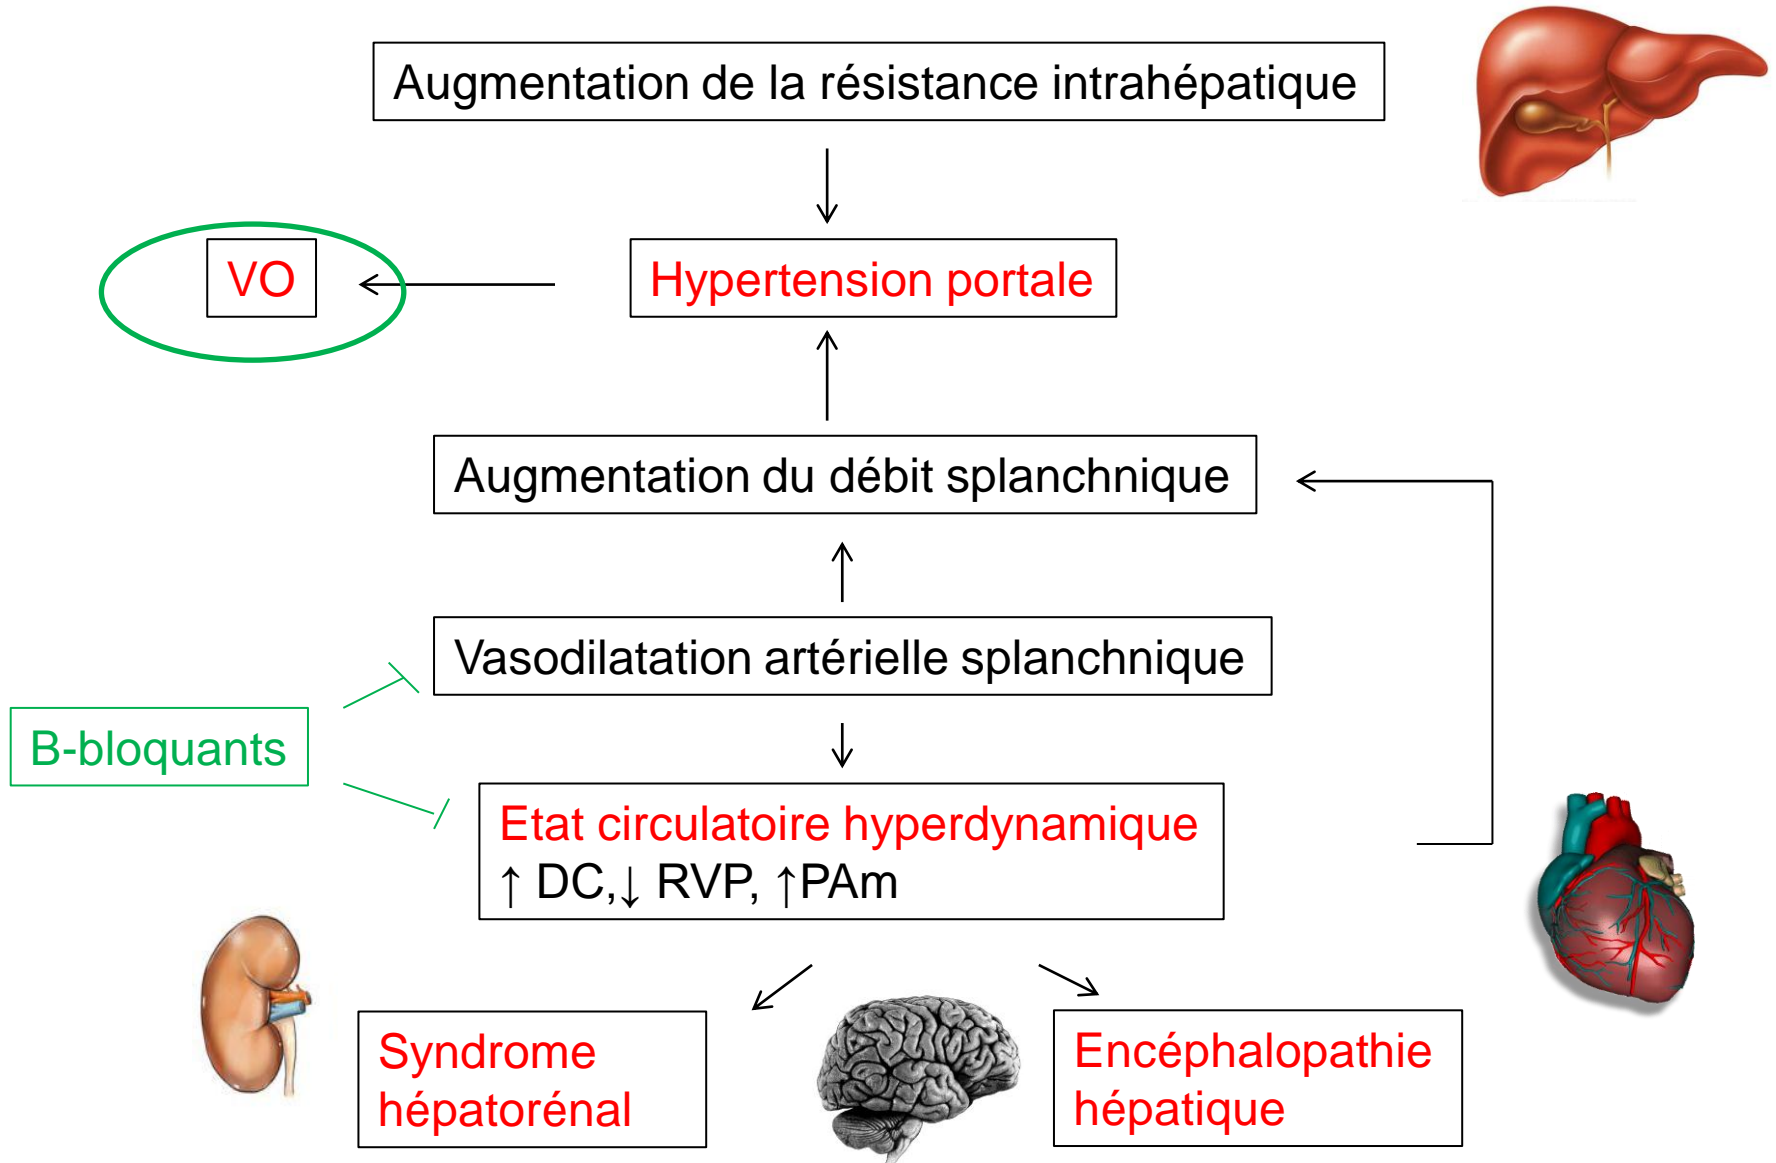 Augmentation de la résistance intrahépatique
VO
Hypertension portale
Augmentation du débit splanchnique
Vasodilatation artérielle splanchnique
B-bloquants
Etat circulatoire hyperdynamique
↑ DC,↓ RVP, ↑PAm
Syndrome
hépatorénal
Encéphalopathie
hépatique